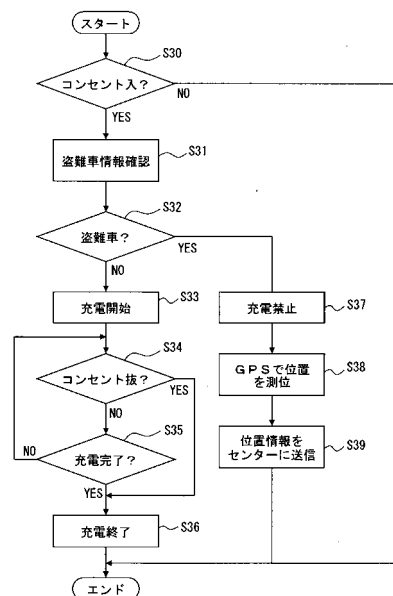 スタート
S30
コンセント入?
NO
YES
盗難車情報確認
S31
S32
盗難車?
YES
NO
充電開始
S33
充電禁止
S37
S34
コンセント抜?
YES
NO
GPSで位置
を測位
S38
S35
NO
充電完了?
YES
位置情報を
センターに送信
S39
充電終了
S36
エンド